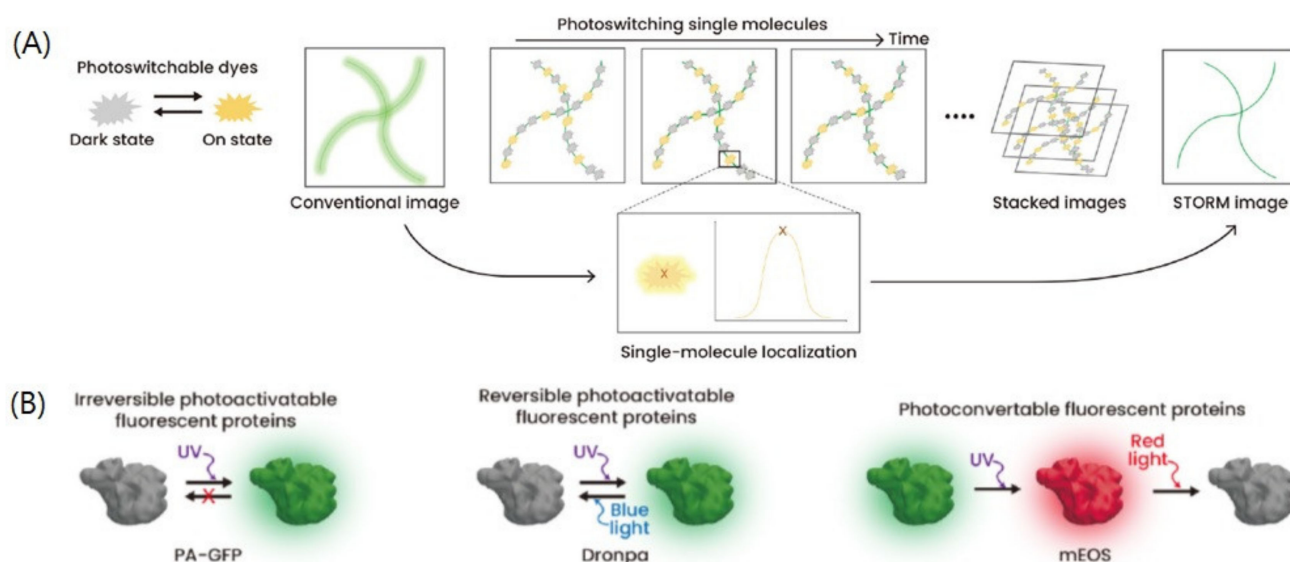 (A)
Photoswitching single molecules
Time
Photoswitchable dyes
Dark state
On state
Conventional image
Stacked images
STORM image
X
X
Single-molecule localization
(B)
Irreversible photoactivatable
fluorescent proteins
UV
X
PA-GFP
Reversible photoactivatable
fluorescent proteins
UV
Blue
light
Dronpa
Photoconvertable fluorescent proteins
UV
Red
light
mEOS